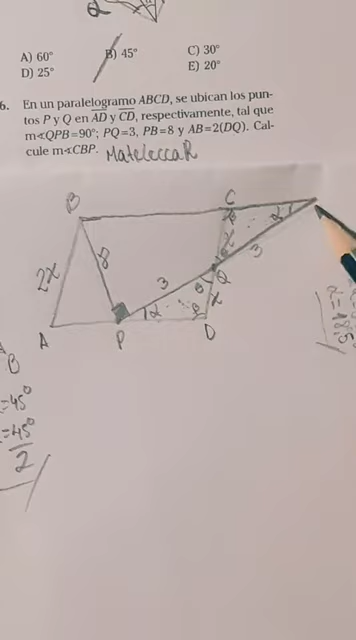 α
A) 60°
B) 45°
C) 30°
D) 25°
E) 20°
6. En un paralelogramo ABCD, se ubican los pun-
tos P y Q en AD y CD, respectivamente, tal que
m∢QPB=90°; PQ=3, PB=8 y AB=2(DQ). Cal-
cule m∢CBP. MateleccaR
B
C
2x
8
3
x
α
3
Q
θ
x
α
θ
A
P
D
B
=45°
=45°
2